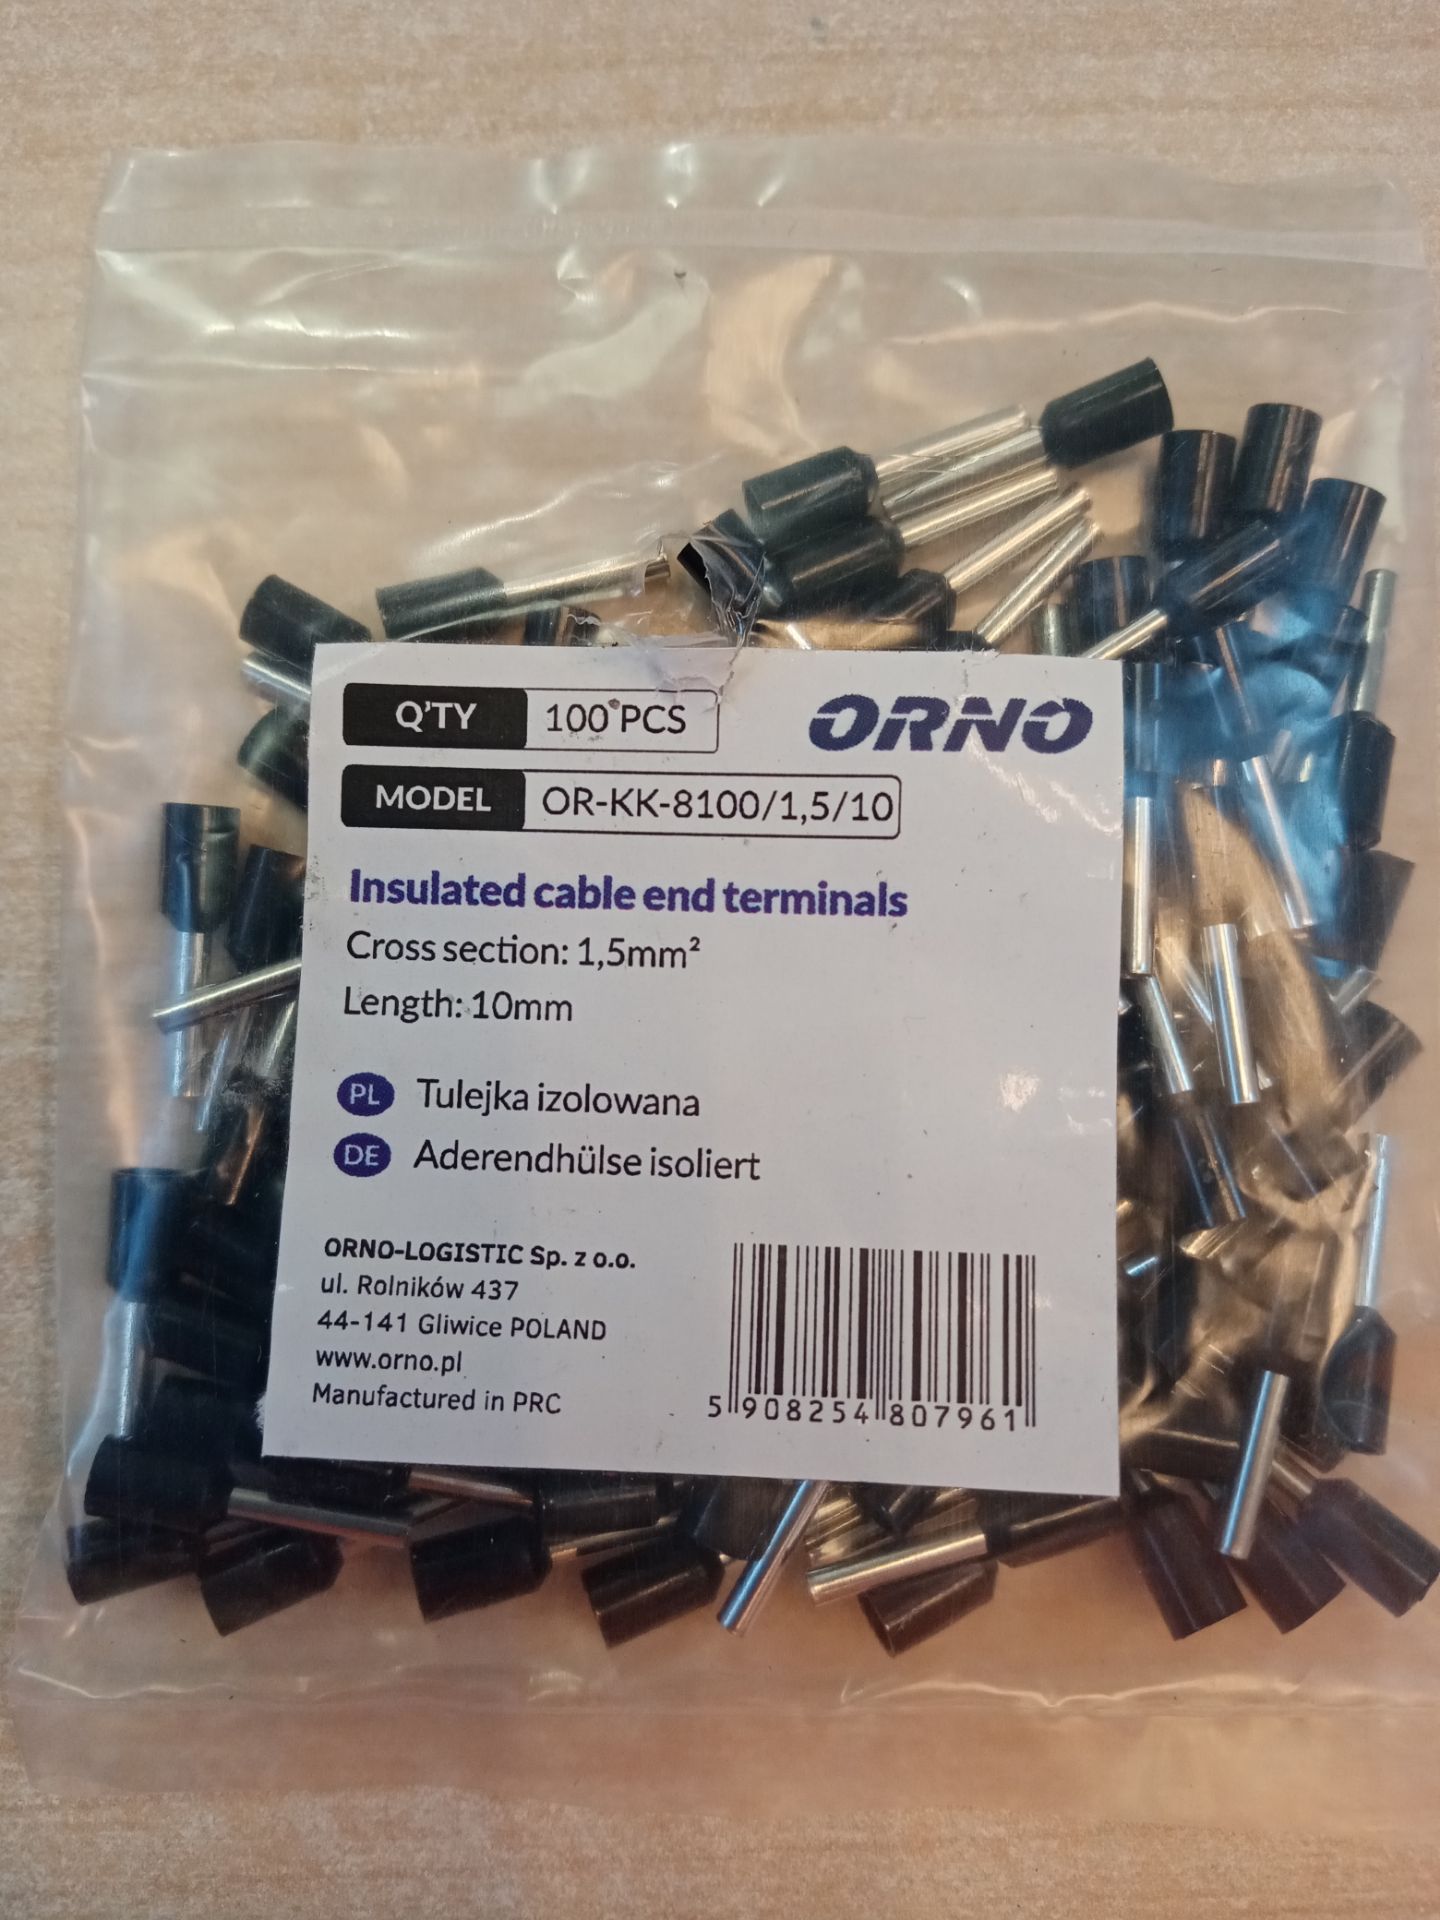 Q'TY 100 PCS
ORNO
MODEL OR-KK-8100/1,5/10
Insulated cable end terminals
Cross section: 1,5mm²
Length: 10mm
PL Tulejka izolowana
DE Aderendhülse isoliert
ORNO-LOGISTIC Sp. z o.o.
ul. Rolników 437
44-141 Gliwice POLAND
www.orno.pl
Manufactured in PRC
5 908254 807961